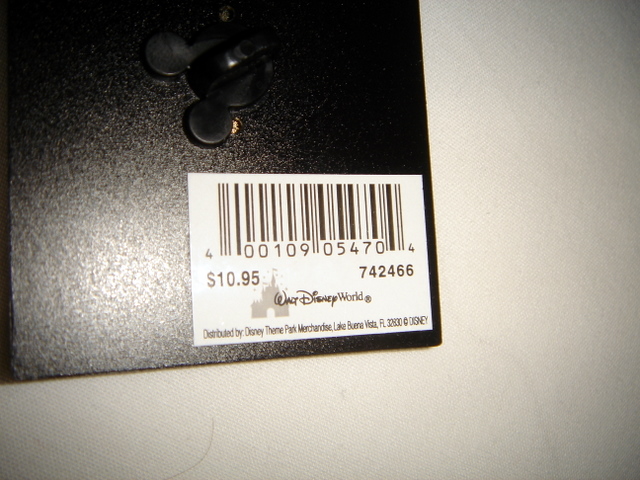 4 00109 05470 4
$10.95 742466
Walt Disney World®
Distributed by: Disney Theme Park Merchandise, Lake Buena Vista, FL 32830 © DISNEY